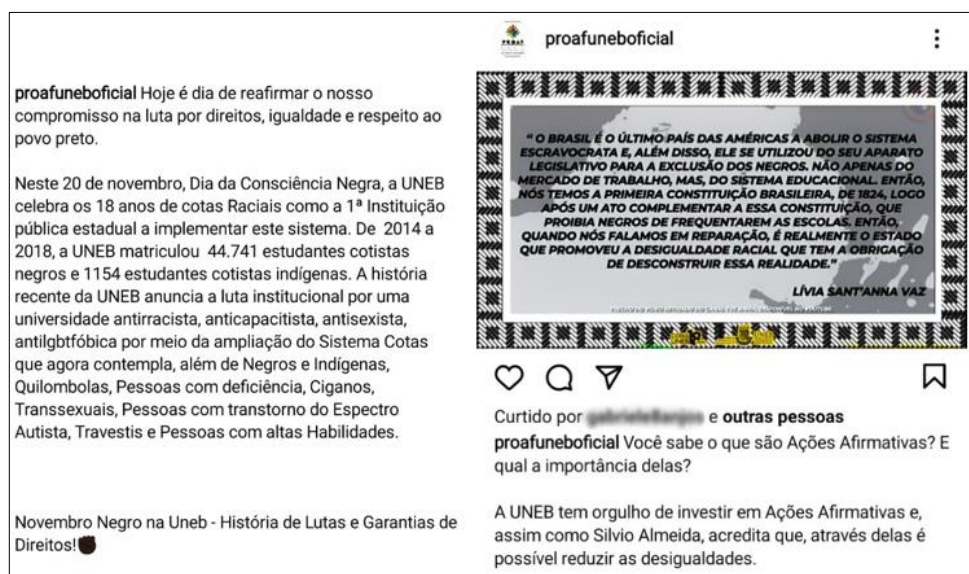 proafuneboficial Hoje é dia de reafirmar o nosso
compromisso na luta por direitos, igualdade e respeito ao
povo preto.
Neste 20 de novembro, Dia da Consciência Negra, a UNEB
celebra os 18 anos de cotas Raciais como a 1ª Instituição
pública estadual a implementar este sistema. De 2014 a
2018, a UNEB matriculou 44.741 estudantes cotistas
negros e 1154 estudantes cotistas indígenas. A história
recente da UNEB anuncia a luta institucional por uma
universidade antirracista, anticapacitista, antisexista,
antilgbtfóbica por meio da ampliação do Sistema Cotas
que agora contempla, além de Negros e Indígenas,
Quilombolas, Pessoas com deficiência, Ciganos,
Transsexuais, Pessoas com transtorno do Espectro
Autista, Travestis e Pessoas com altas Habilidades.
Novembro Negro na Uneb - História de Lutas e Garantias de
Direitos!✊🏿
proafuneboficial
" O BRASIL É O ÚLTIMO PAÍS DAS AMÉRICAS A ABOLIR O SISTEMA
ESCRAVOCRATA E, ALÉM DISSO, ELE SE UTILIZOU DO SEU APARATO
LEGISLATIVO PARA A EXCLUSÃO DOS NEGROS. NÃO APENAS DO
MERCADO DE TRABALHO, MAS, DO SISTEMA EDUCACIONAL. ENTÃO,
NÓS TEMOS A PRIMEIRA CONSTITUIÇÃO BRASILEIRA, DE 1824, LOGO
APÓS UM ATO COMPLEMENTAR A ESSA CONSTITUIÇÃO, QUE
PROIBIA NEGROS DE FREQUENTAREM AS ESCOLAS. ENTÃO,
QUANDO NÓS FALAMOS EM REPARAÇÃO, É REALMENTE O ESTADO
QUE PROMOVEU A DESIGUALDADE RACIAL QUE TEM A OBRIGAÇÃO
DE DESCONSTRUIR ESSA REALIDADE."
LÍVIA SANT'ANNA VAZ
Curtido por e outras pessoas
proafuneboficial Você sabe o que são Ações Afirmativas? E
qual a importância delas?
A UNEB tem orgulho de investir em Ações Afirmativas e,
assim como Silvio Almeida, acredita que, através delas é
possível reduzir as desigualdades.